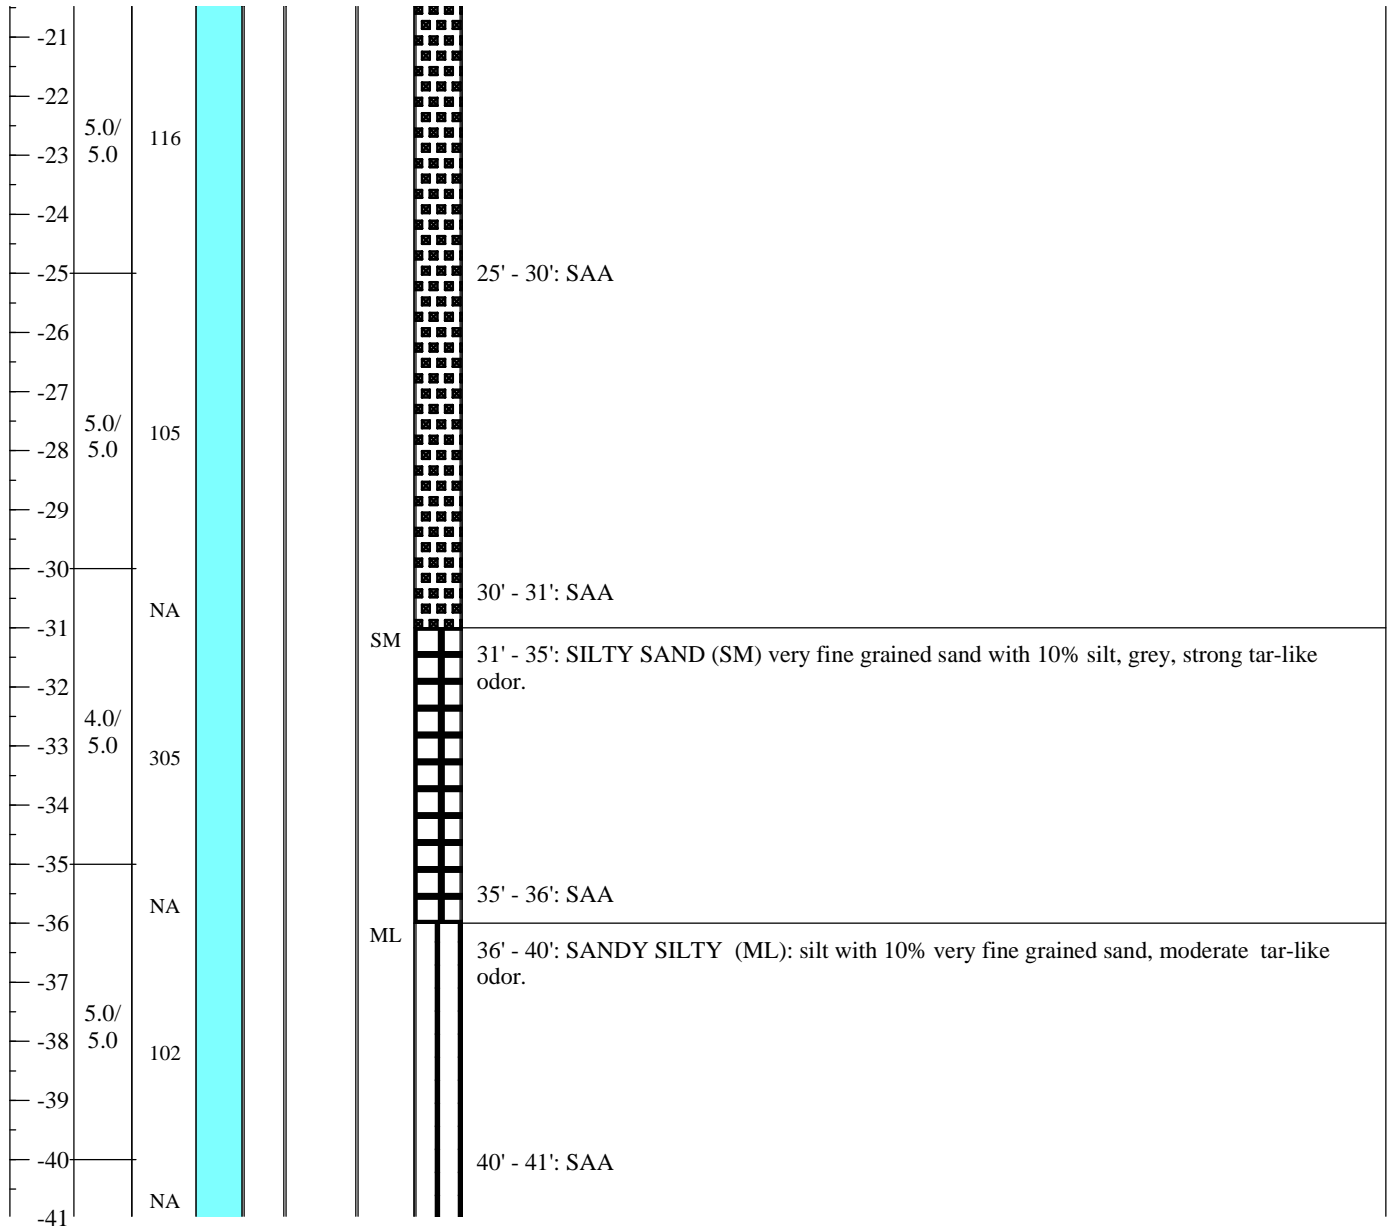 -21
-22
5.0/
116
-23
5.0
-24
-25
25' - 30': SAA
-26
-27
5.0/
105
-28
5.0
-29
-30
30' - 31': SAA
NA
-31
SM
31' - 35': SILTY SAND (SM) very fine grained sand with 10% silt, grey, strong tar-like
odor.
-32
4.0/
-33
5.0
305
-34
-35
35' - 36': SAA
NA
-36
ML
36' - 40': SANDY SILTY  (ML): silt with 10% very fine grained sand, moderate  tar-like
odor.
-37
5.0/
-38
5.0
102
-39
-40
40' - 41': SAA
NA
-41